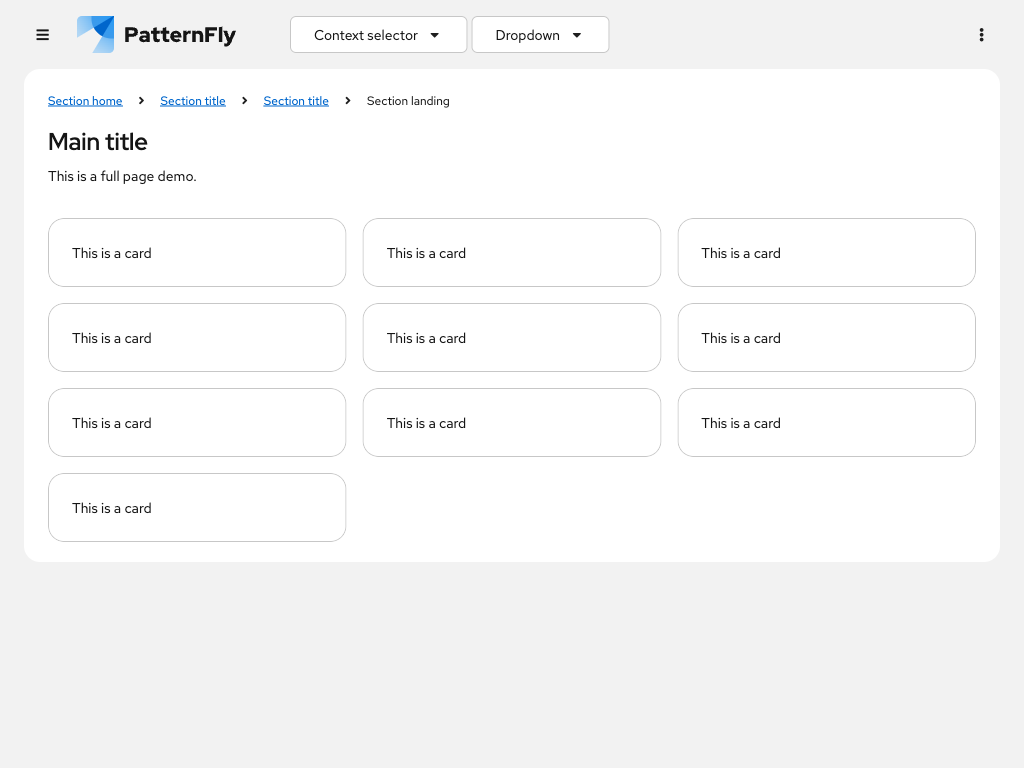 PatternFly Context selector Dropdown
Section home Section title Section title Section landing
Main title
This is a full page demo.
This is a card This is a card This is a card
This is a card This is a card This is a card
This is a card This is a card This is a card
This is a card